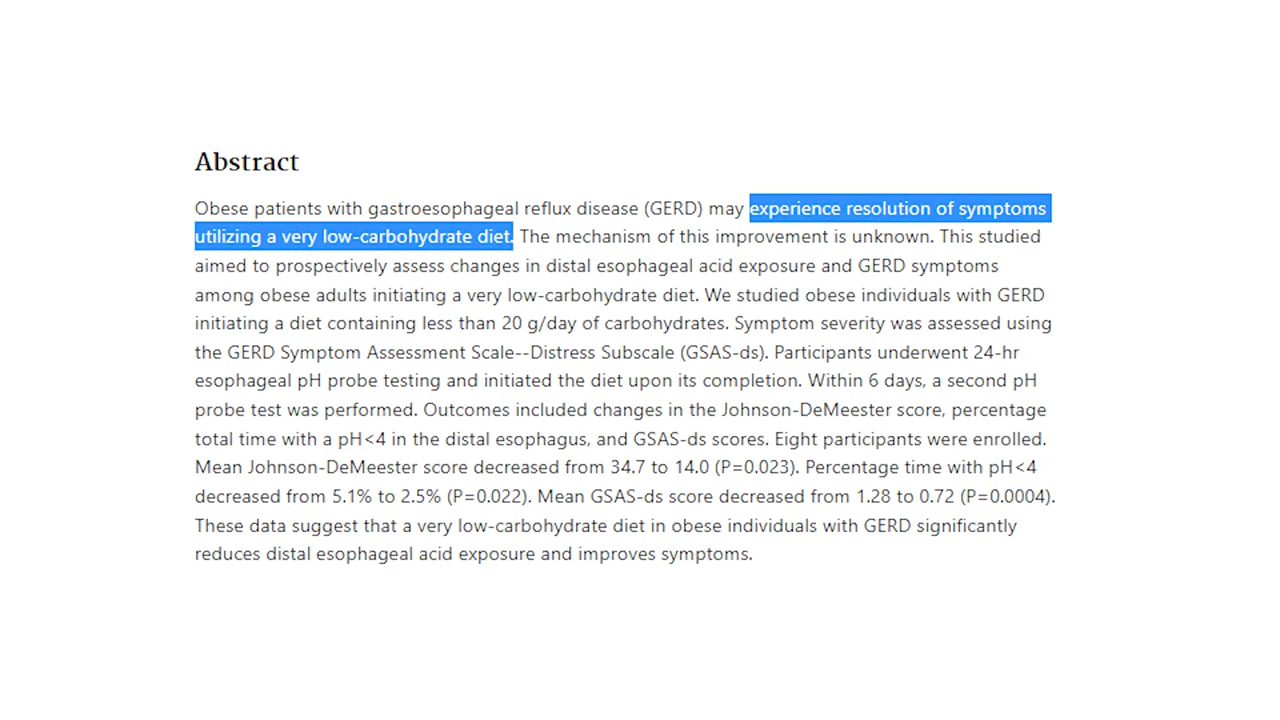 Abstract
Obese patients with gastroesophageal reflux disease (GERD) may experience resolution of symptoms
utilizing a very low-carbohydrate diet. The mechanism of this improvement is unknown. This studied
aimed to prospectively assess changes in distal esophageal acid exposure and GERD symptoms
among obese adults initiating a very low-carbohydrate diet. We studied obese individuals with GERD
initiating a diet containing less than 20 g/day of carbohydrates. Symptom severity was assessed using
the GERD Symptom Assessment Scale--Distress Subscale (GSAS-ds). Participants underwent 24-hr
esophageal pH probe testing and initiated the diet upon its completion. Within 6 days, a second pH
probe test was performed. Outcomes included changes in the Johnson-DeMeester score, percentage
total time with a pH<4 in the distal esophagus, and GSAS-ds scores. Eight participants were enrolled.
Mean Johnson-DeMeester score decreased from 34.7 to 14.0 (P=0.023). Percentage time with pH<4
decreased from 5.1% to 2.5% (P=0.022). Mean GSAS-ds score decreased from 1.28 to 0.72 (P=0.0004).
These data suggest that a very low-carbohydrate diet in obese individuals with GERD significantly
reduces distal esophageal acid exposure and improves symptoms.